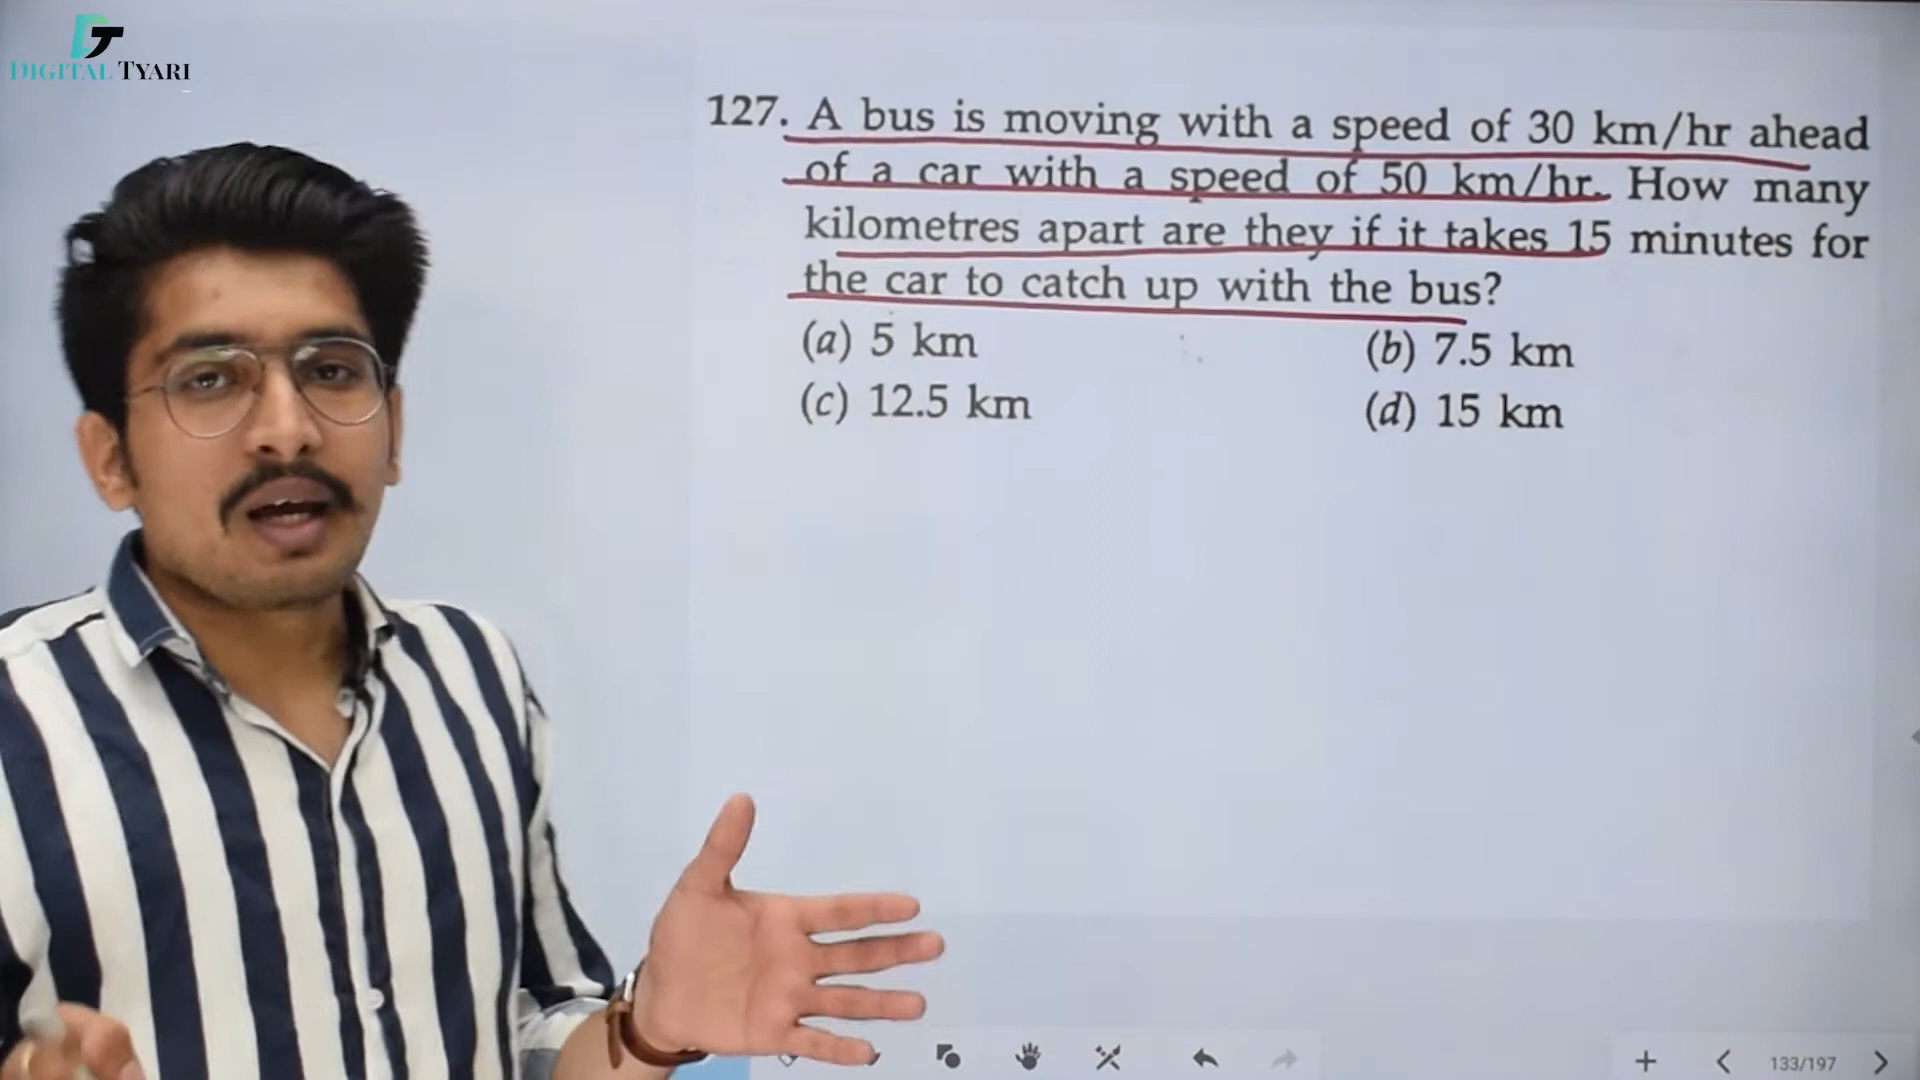 DIGITAL TYARI
127. A bus is moving with a speed of 30 km/hr ahead
of a car with a speed of 50 km/hr. How many
kilometres apart are they if it takes 15 minutes for
the car to catch up with the bus?
(a) 5 km (b) 7.5 km
(c) 12.5 km (d) 15 km
133/197